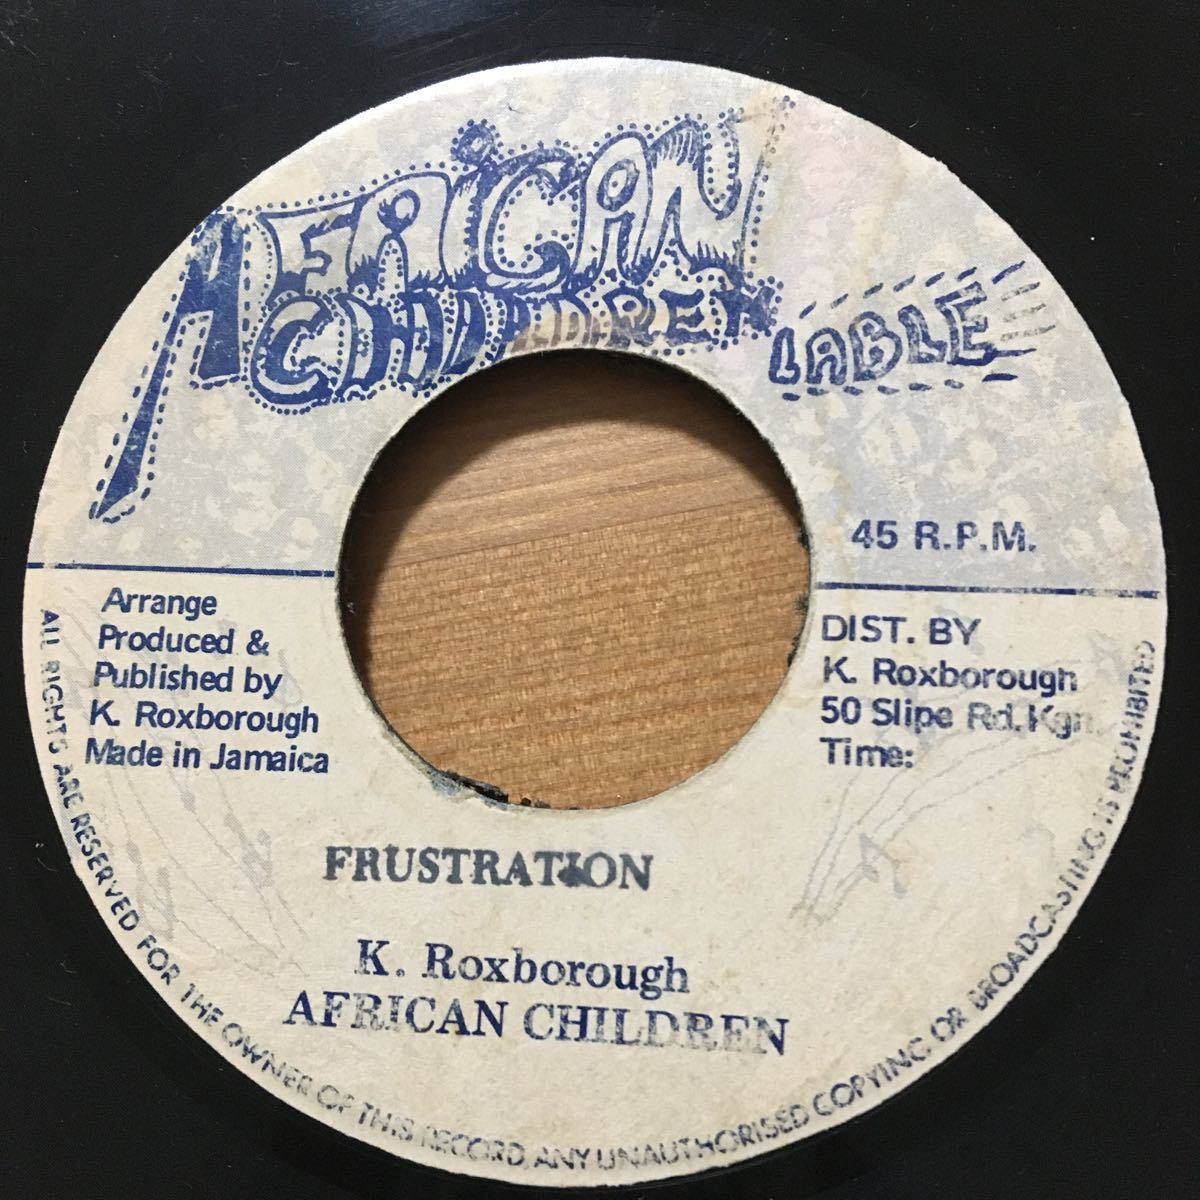 AFRICAN
CHILDREN
LABLE
45 R.P.M.
Arrange
Produced &
Published by
K. Roxborough
Made in Jamaica
DIST. BY
K. Roxborough
50 Slipe Rd. Kgn.
Time:
FRUSTRATION
K. Roxborough
AFRICAN CHILDREN
ALL RIGHTS ARE RESERVED FOR THE OWNER OF THIS RECORD, ANY UNAUTHORISED COPYING OR BROADCASTING IS PROHIBITED